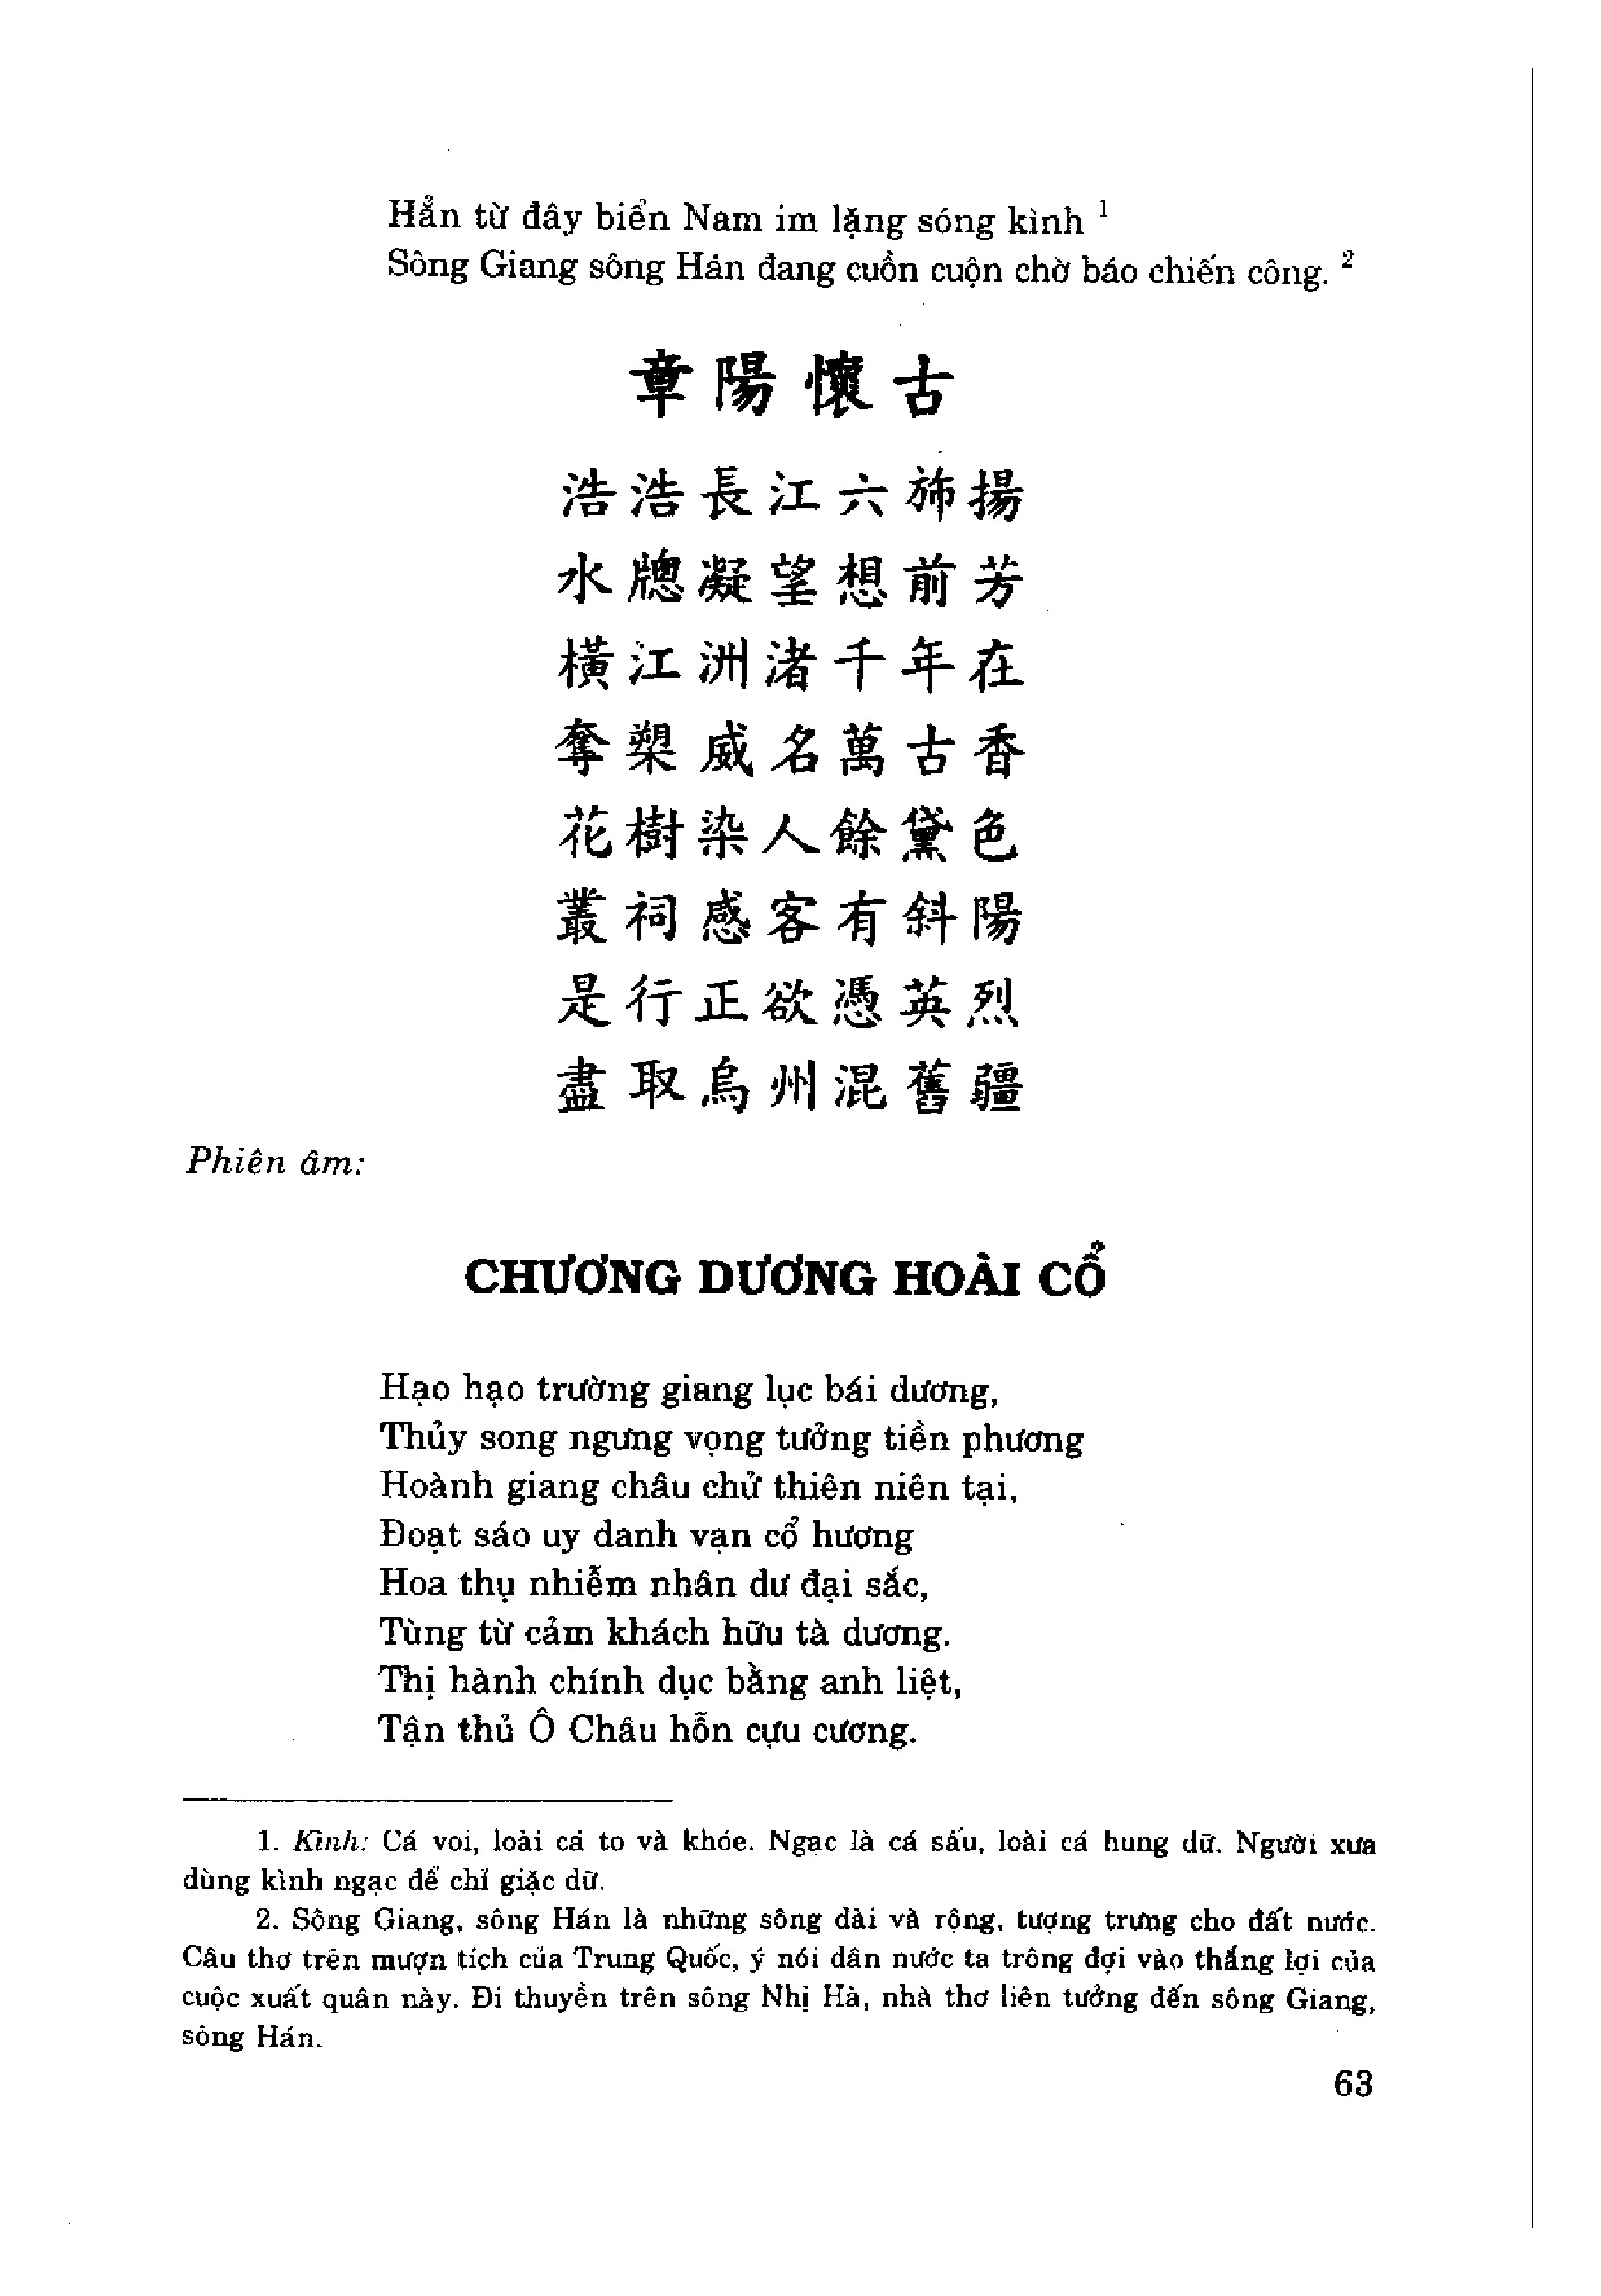 Hẳn từ đây biển Nam im lặng sóng kình ¹
Sông Giang sông Hán đang cuồn cuộn chờ báo chiến công. ²
章陽懷古
浩浩長江六斾揚
水牕凝望想前芳
橫江洲渚千年在
奪槊威名萬古香
花樹染人餘黛色
叢祠感客有斜陽
是行正欲憑英烈
盡取烏州混舊疆
Phiên âm:
CHƯƠNG DƯƠNG HOÀI CỔ
Hạo hạo trường giang lục bái dương,
Thủy song ngưng vọng tưởng tiền phương
Hoành giang châu chử thiên niên tại,
Đoạt sáo uy danh vạn cổ hương
Hoa thụ nhiễm nhân dư đại sắc,
Tùng từ cảm khách hữu tà dương.
Thị hành chính dục bằng anh liệt,
Tận thủ Ô Châu hỗn cựu cương.
1. Kình: Cá voi, loài cá to và khỏe. Ngạc là cá sấu, loài cá hung dữ. Người xưa
dùng kình ngạc để chỉ giặc dữ.
2. Sông Giang, sông Hán là những sông dài và rộng, tượng trưng cho đất nước.
Câu thơ trên mượn tích của Trung Quốc, ý nói dân nước ta trông đợi vào thắng lợi của
cuộc xuất quân này. Đi thuyền trên sông Nhị Hà, nhà thơ liên tưởng đến sông Giang,
sông Hán.
63